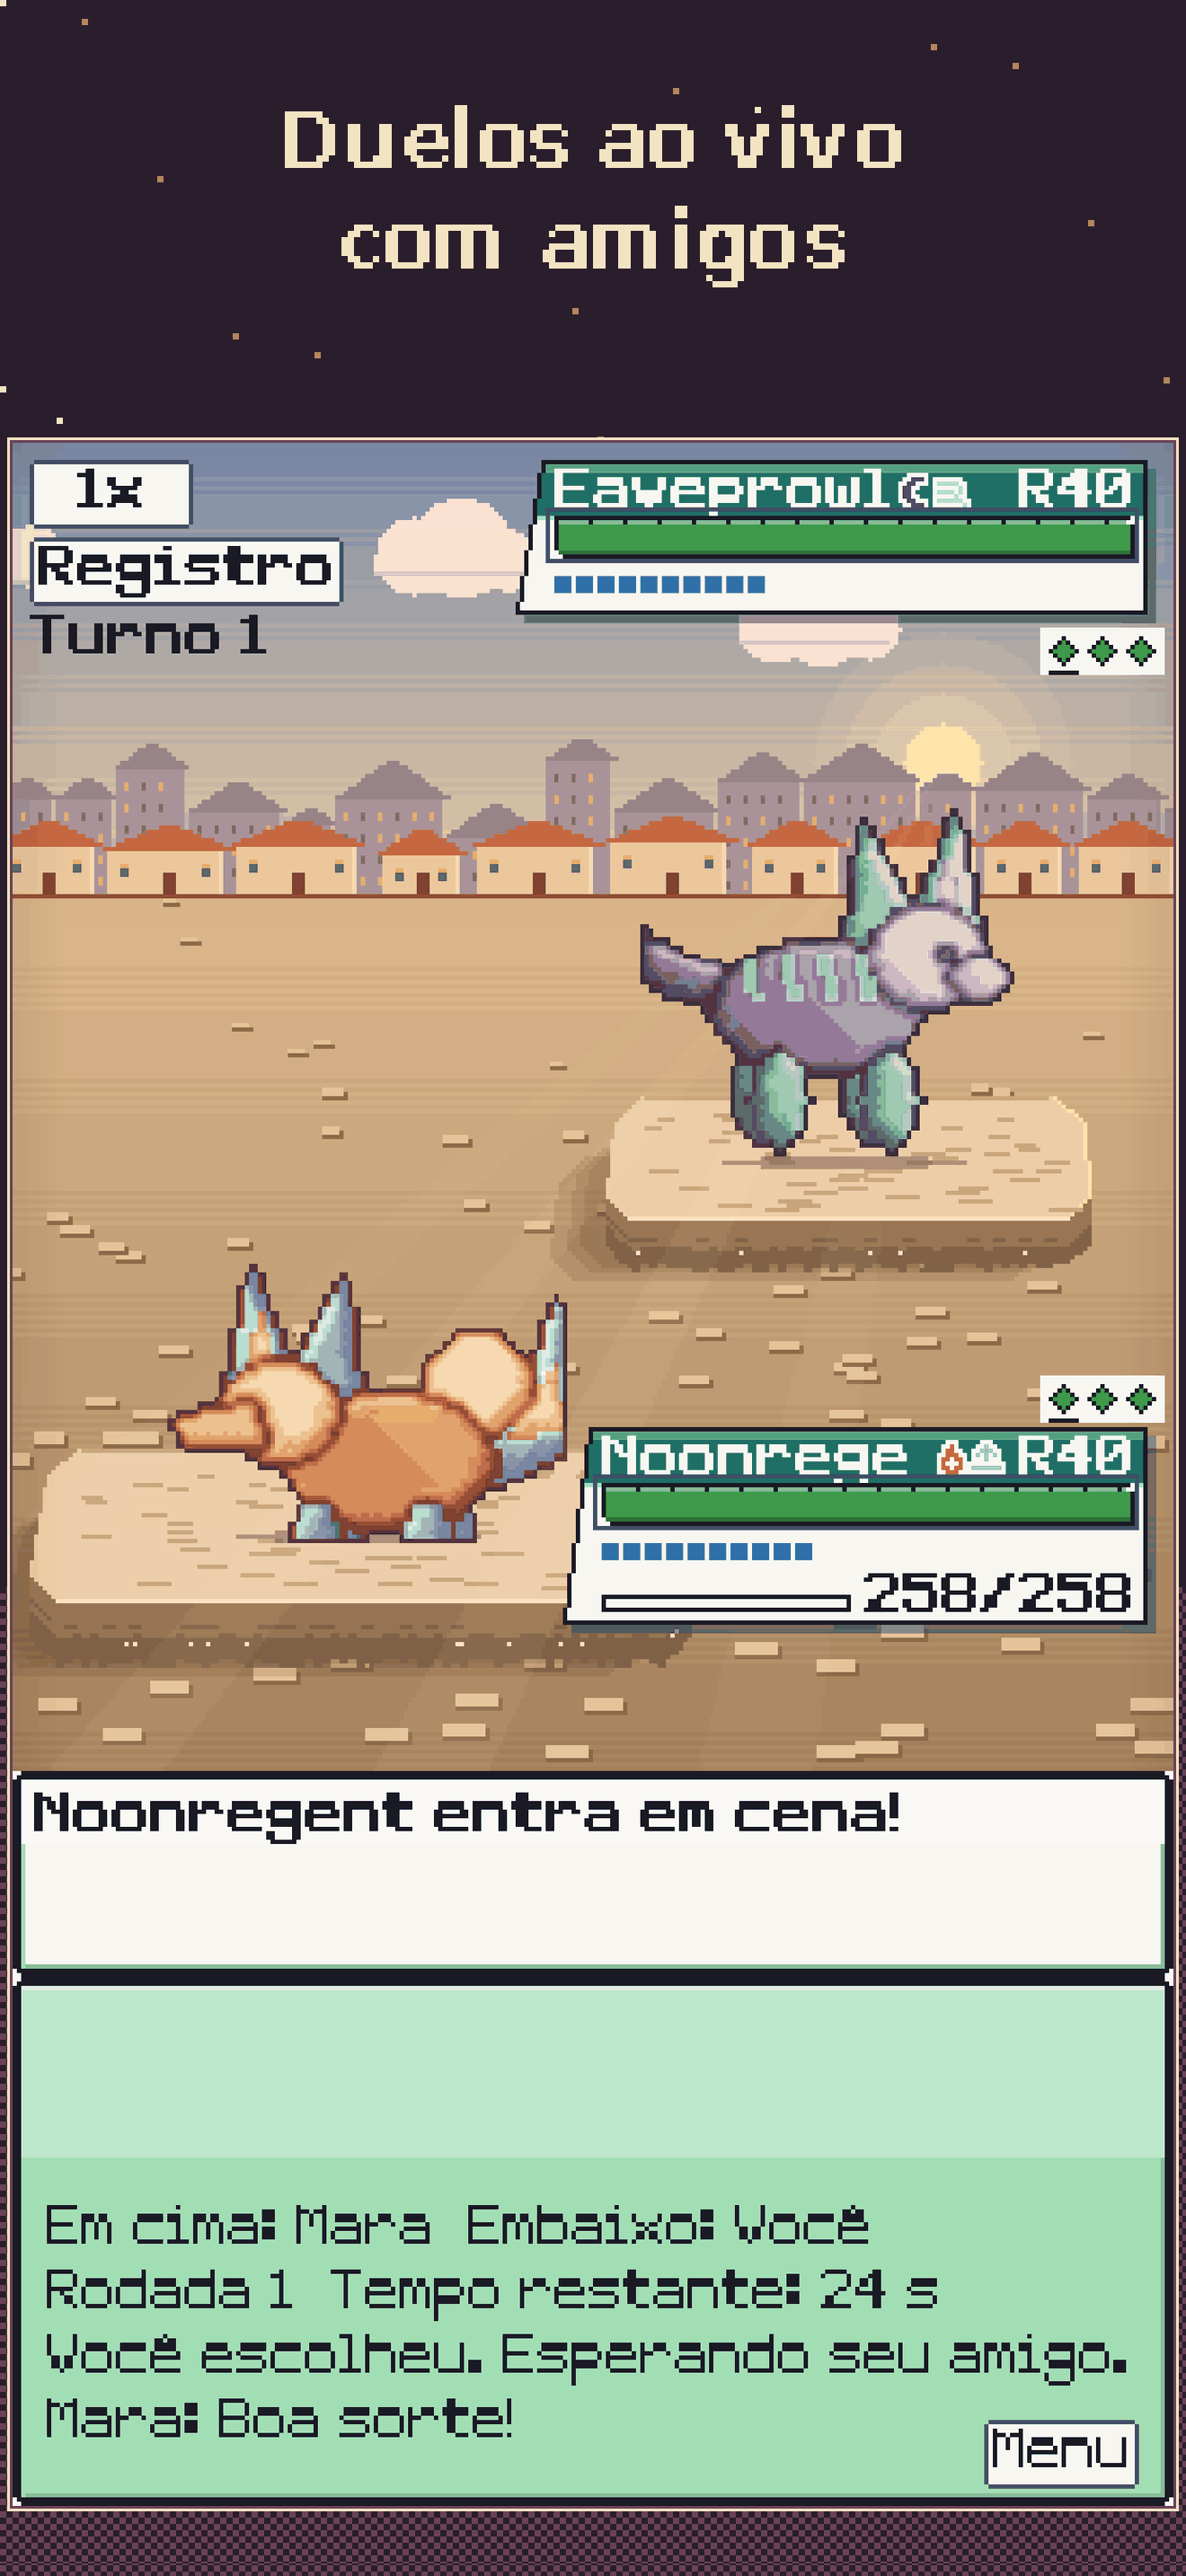 Duelos ao vivo
com amigos
1x
Eaveprowl R40
Registro
Turno 1
Noonrege R40
258/258
Noonregent entra em cena!
Em cima: Mara Embaixo: Você
Rodada 1 Tempo restante: 24 s
Você escolheu. Esperando seu amigo.
Mara: Boa sorte!
Menu